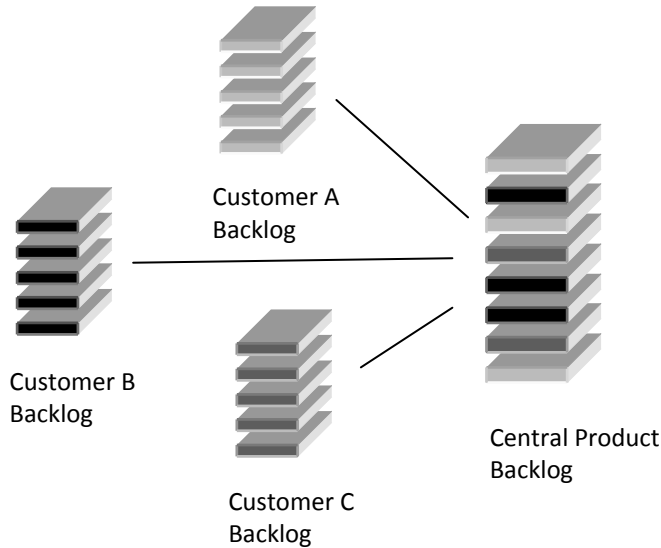 Customer A
Backlog
Customer B
Backlog
Customer C
Backlog
Central Product
Backlog